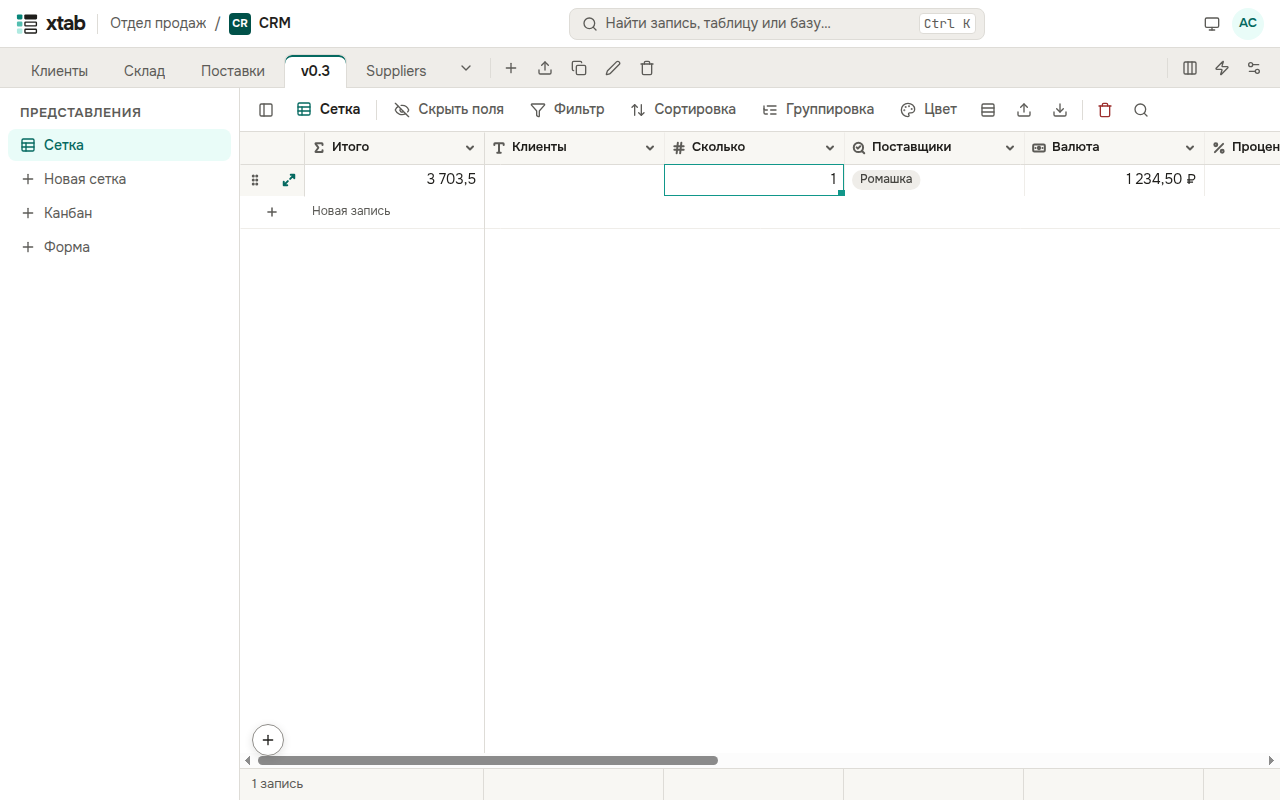 xtab
Отдел продаж / CR CRM
Найти запись, таблицу или базу... Ctrl K
AC
Клиенты
Склад
Поставки
v0.3
Suppliers
ПРЕДСТАВЛЕНИЯ
Сетка
Новая сетка
Канбан
Форма
Сетка
Скрыть поля
Фильтр
Сортировка
Группировка
Цвет
Итого
Клиенты
Сколько
Поставщики
Валюта
Процен
3 703,5
1
Ромашка
1 234,50 ₽
Новая запись
1 запись